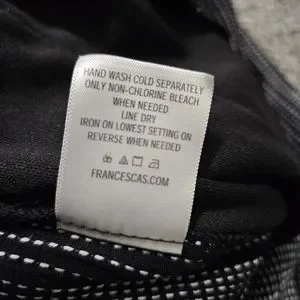 HAND WASH COLD SEPARATELY
ONLY NON-CHLORINE BLEACH
WHEN NEEDED
LINE DRY
IRON ON LOWEST SETTING ON
REVERSE WHEN NEEDED
FRANCESCAS.COM